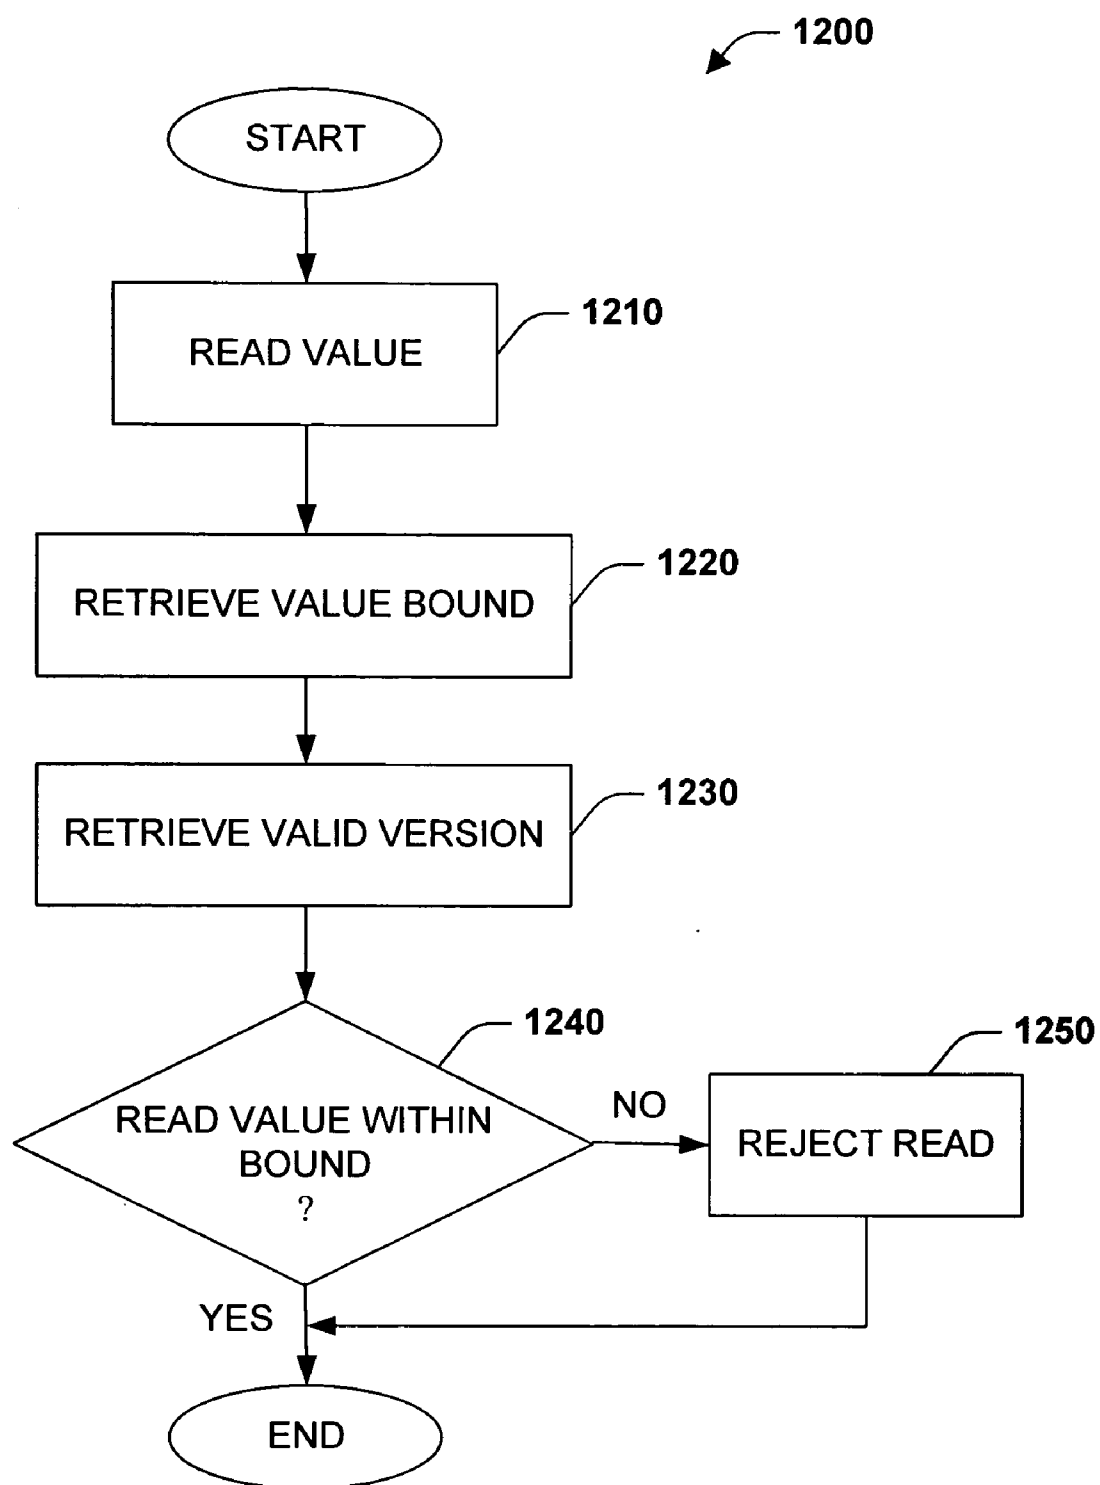 1200
START
1210
READ VALUE
1220
RETRIEVE VALUE BOUND
1230
RETRIEVE VALID VERSION
1240
1250
READ VALUE WITHIN
BOUND
?
NO
REJECT READ
YES
END